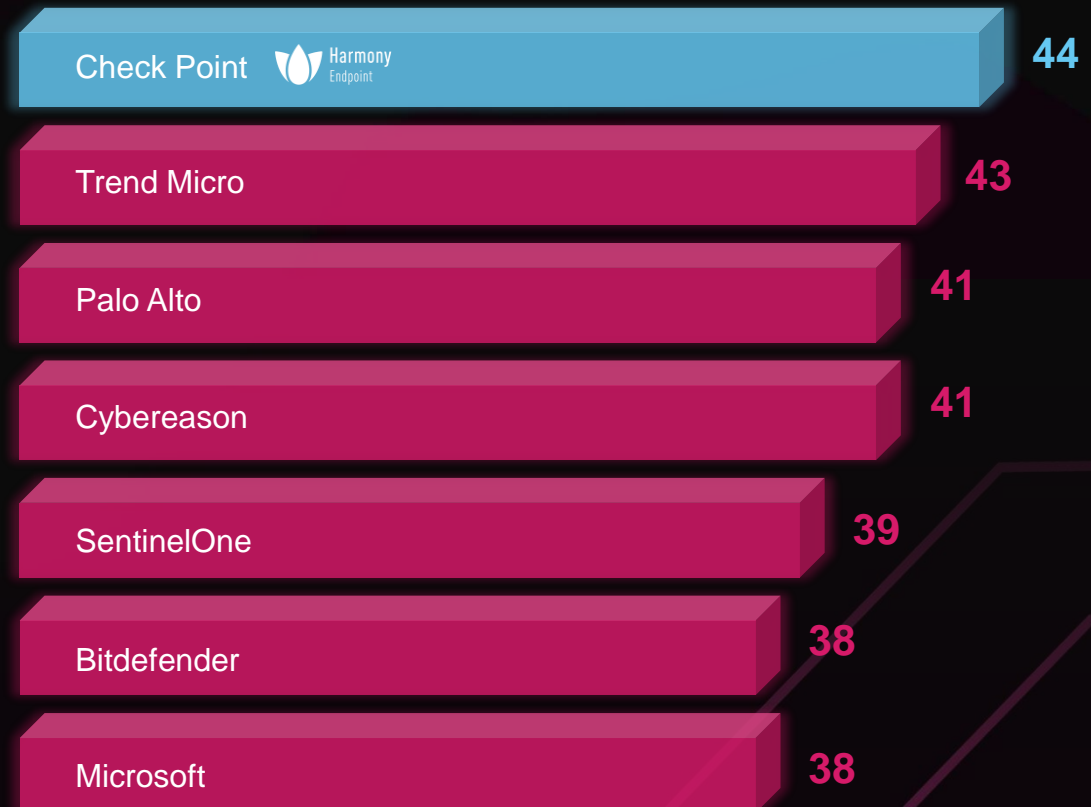 Check Point Harmony Endpoint 44
Trend Micro 43
Palo Alto 41
Cybereason 41
SentinelOne 39
Bitdefender 38
Microsoft 38